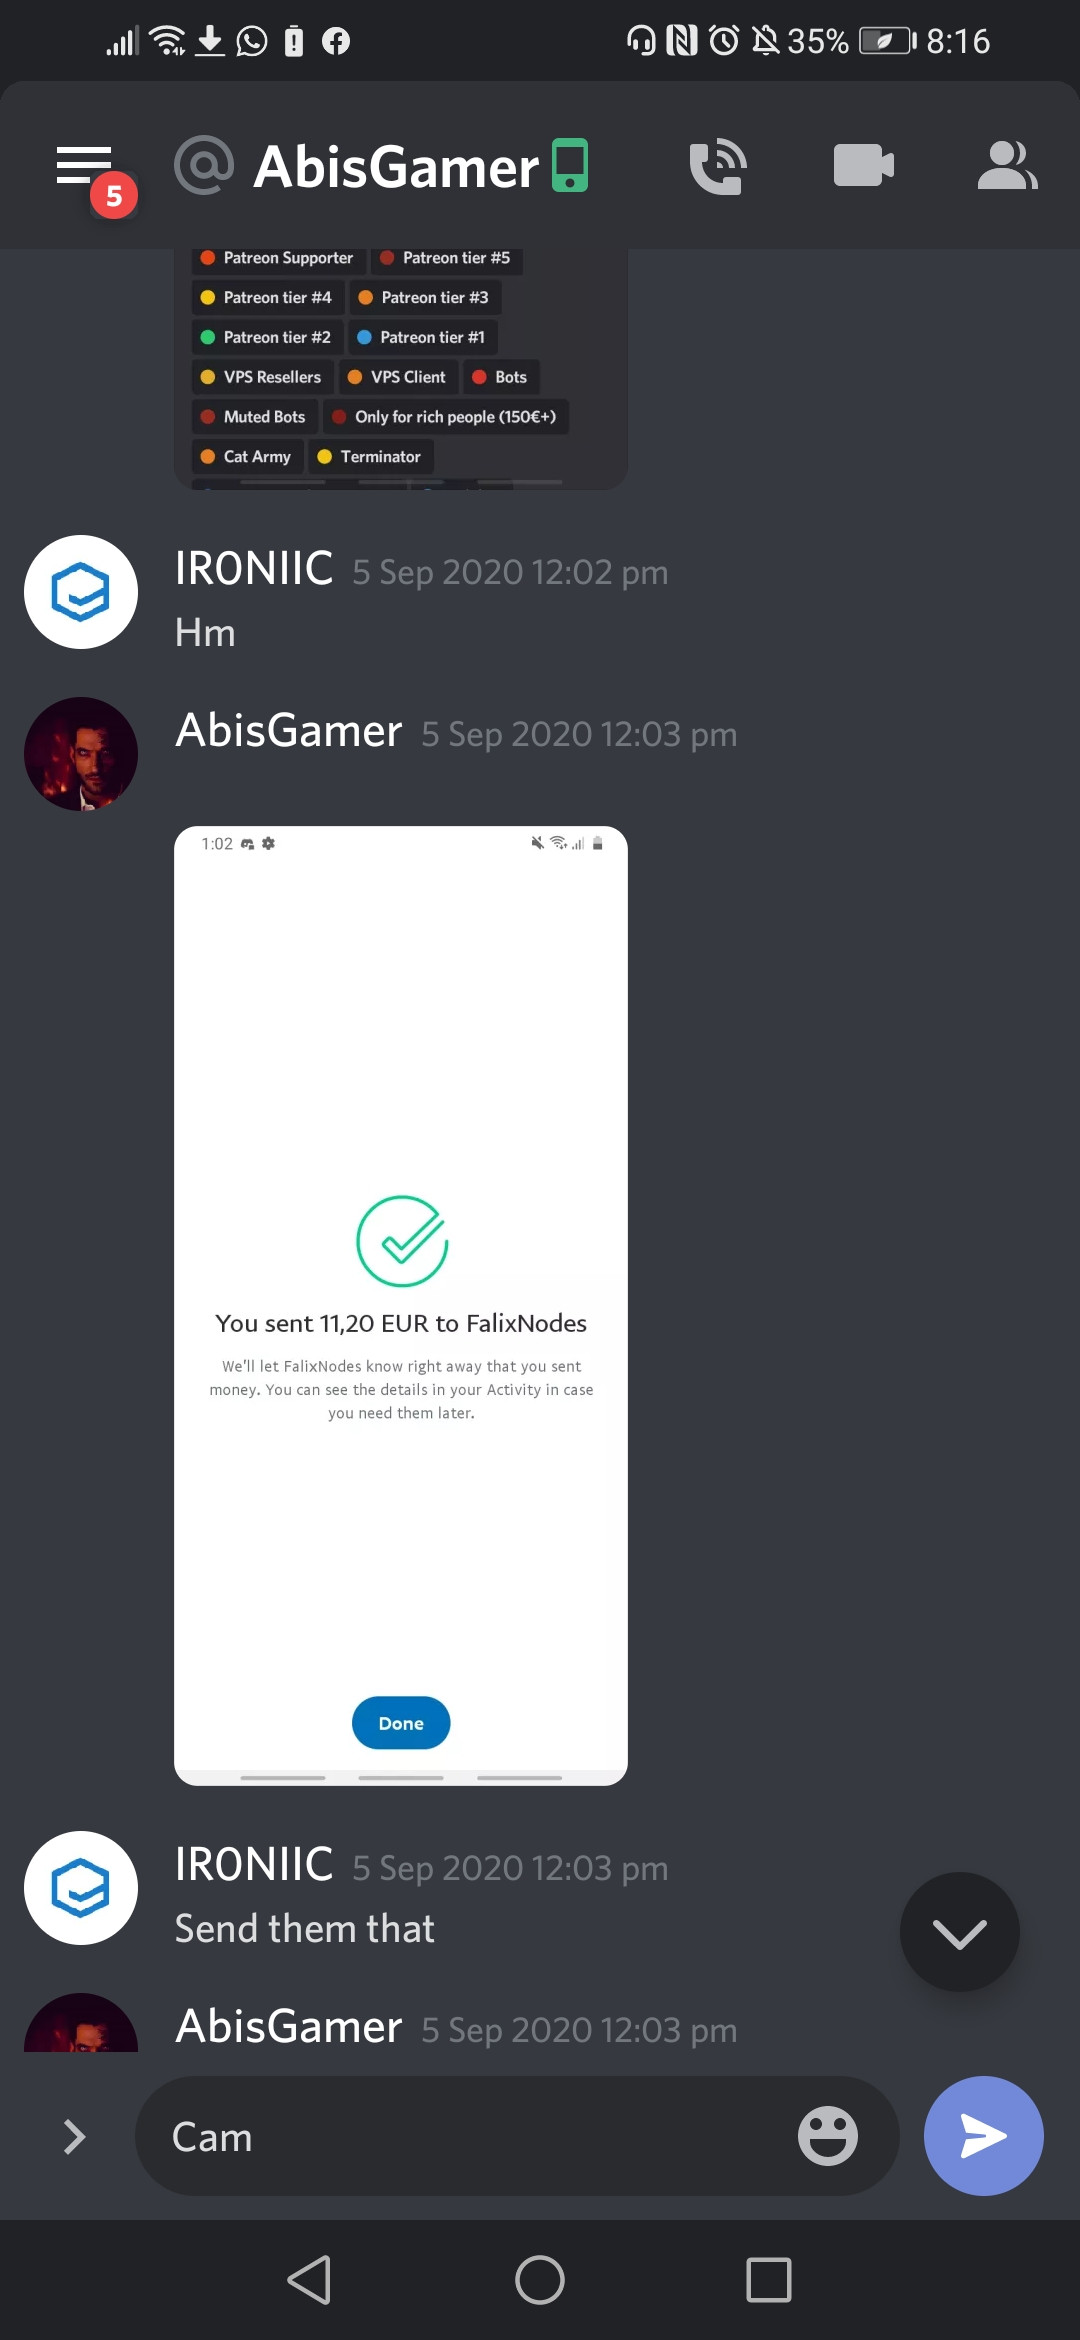 35% 8:16
5
@ AbisGamer
Patreon Supporter Patreon tier #5
Patreon tier #4 Patreon tier #3
Patreon tier #2 Patreon tier #1
VPS Resellers VPS Client Bots
Muted Bots Only for rich people (150€+)
Cat Army Terminator
IR0NIIC 5 Sep 2020 12:02 pm
Hm
AbisGamer 5 Sep 2020 12:03 pm
1:02
You sent 11,20 EUR to FalixNodes
We'll let FalixNodes know right away that you sent
money. You can see the details in your Activity in case
you need them later.
Done
IR0NIIC 5 Sep 2020 12:03 pm
Send them that
AbisGamer 5 Sep 2020 12:03 pm
Cam